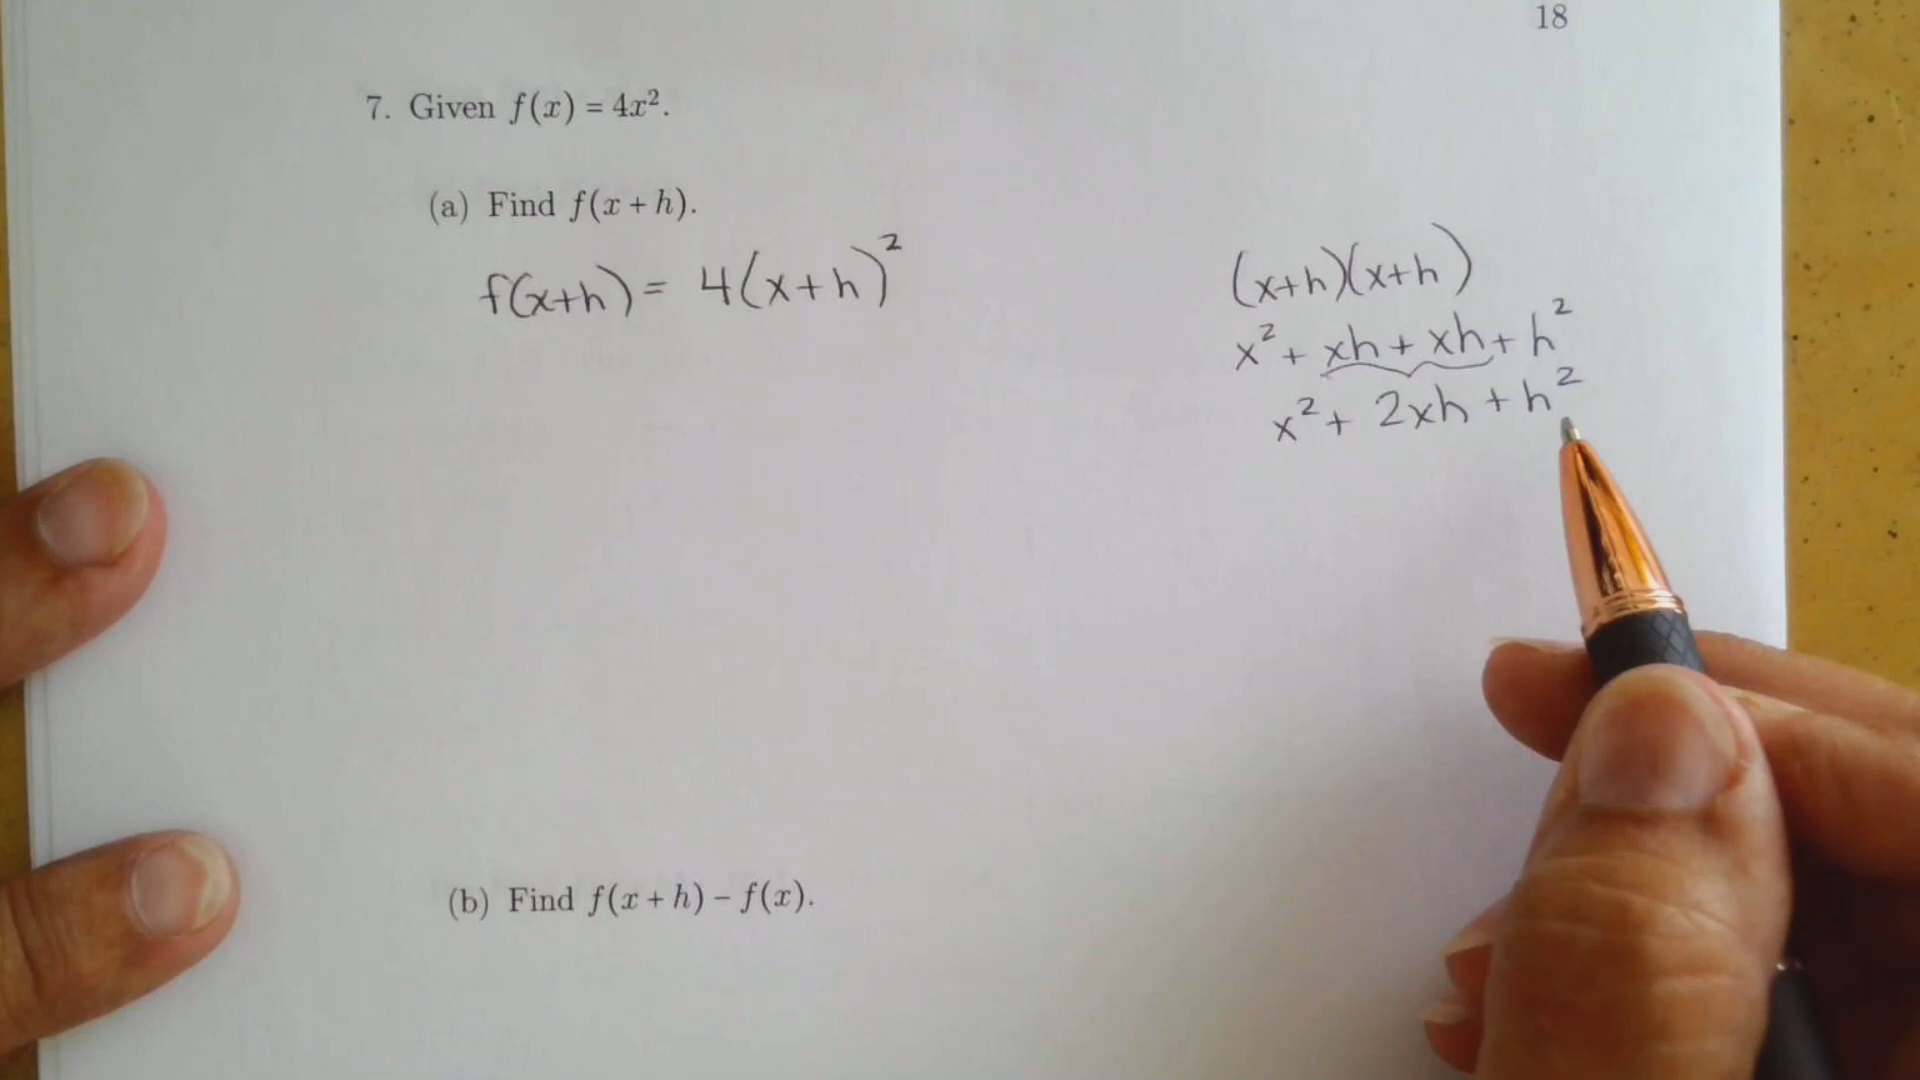 18
7. Given f(x) = 4x².
(a) Find f(x + h).
f(x+h) = 4(x+h)²
(x+h)(x+h)
x² + xh + xh + h²
x² + 2xh + h²
(b) Find f(x + h) − f(x).